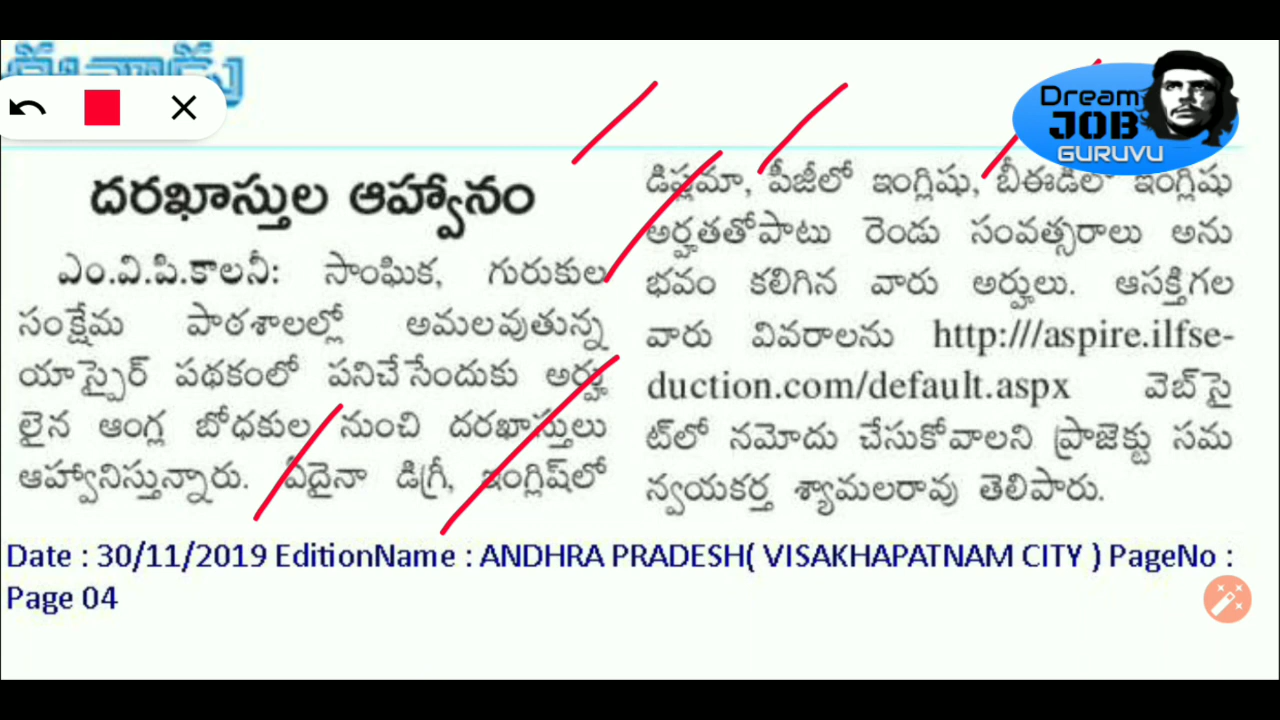 ఈనాడు
Dream
JOB
GURUVU
దరఖాస్తుల ఆహ్వానం
ఎం.వి.పి.కాలనీ: సాంఘిక, గురుకుల
సంక్షేమ పాఠశాలల్లో అమలవుతున్న
యాస్పైర్ పథకంలో పనిచేసేందుకు అర్హు
లైన ఆంగ్ల బోధకుల నుంచి దరఖాస్తులు
ఆహ్వానిస్తున్నారు. ఏదైనా డిగ్రీ, ఇంగ్లిష్‌లో
డిప్లమా, పీజీలో ఇంగ్లిషు, బీఈడీలో ఇంగ్లిషు
అర్హతతోపాటు రెండు సంవత్సరాలు అను
భవం కలిగిన వారు అర్హులు. ఆసక్తిగల
వారు వివరాలను http:///aspire.ilfse-
duction.com/default.aspx వెబ్‌సై
ట్‌లో నమోదు చేసుకోవాలని ప్రాజెక్టు సమ
న్వయకర్త శ్యామలరావు తెలిపారు.
Date : 30/11/2019 EditionName : ANDHRA PRADESH( VISAKHAPATNAM CITY ) PageNo :
Page 04